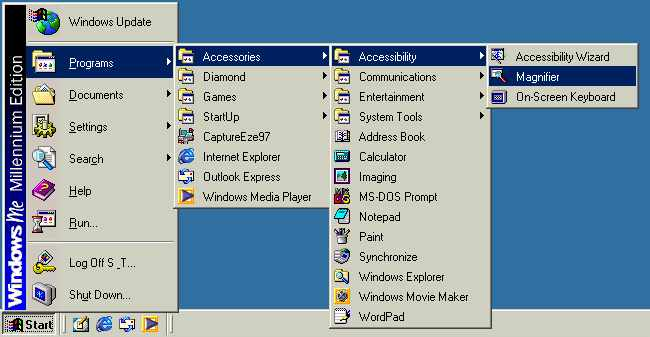 Windows Me Millennium Edition
Windows Update
Programs
Documents
Settings
Search
Help
Run...
Log Off S_T...
Shut Down...
Accessories
Diamond
Games
StartUp
CaptureEze97
Internet Explorer
Outlook Express
Windows Media Player
Accessibility
Communications
Entertainment
System Tools
Address Book
Calculator
Imaging
MS-DOS Prompt
Notepad
Paint
Synchronize
Windows Explorer
Windows Movie Maker
WordPad
Accessibility Wizard
Magnifier
On-Screen Keyboard
Start